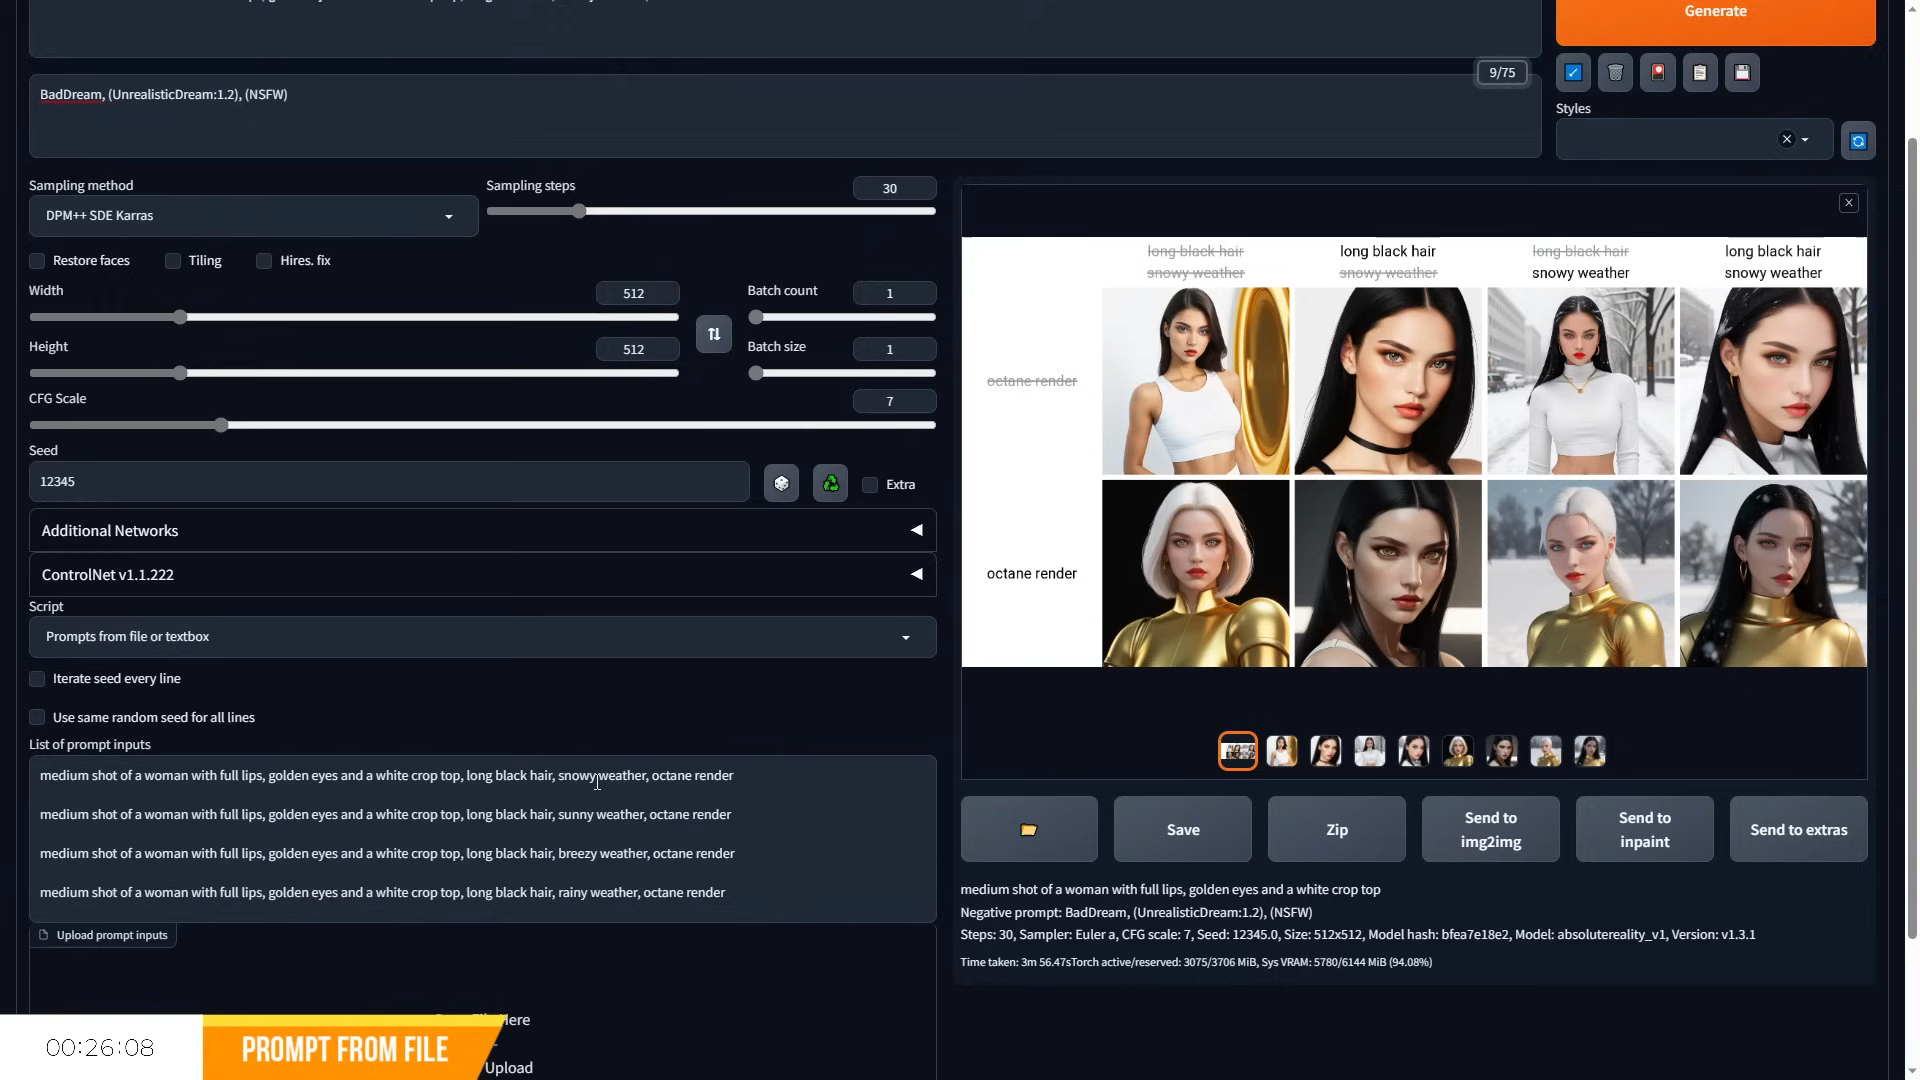 Generate
9/75
BadDream, (UnrealisticDream:1.2), (NSFW)
Styles
Sampling method
Sampling steps
30
DPM++ SDE Karras
Restore faces
Tiling
Hires. fix
Width
512
Batch count
1
Height
512
Batch size
1
CFG Scale
7
Seed
12345
Extra
Additional Networks
ControlNet v1.1.222
Script
Prompts from file or textbox
Iterate seed every line
Use same random seed for all lines
List of prompt inputs
medium shot of a woman with full lips, golden eyes and a white crop top, long black hair, snowy weather, octane render
medium shot of a woman with full lips, golden eyes and a white crop top, long black hair, sunny weather, octane render
medium shot of a woman with full lips, golden eyes and a white crop top, long black hair, breezy weather, octane render
medium shot of a woman with full lips, golden eyes and a white crop top, long black hair, rainy weather, octane render
Upload prompt inputs
Here
Upload
00:26:08
PROMPT FROM FILE
long black hair
snowy weather
long black hair
snowy weather
long black hair
snowy weather
long black hair
snowy weather
octane render
octane render
Save
Zip
Send to
img2img
Send to
inpaint
Send to extras
medium shot of a woman with full lips, golden eyes and a white crop top
Negative prompt: BadDream, (UnrealisticDream:1.2), (NSFW)
Steps: 30, Sampler: Euler a, CFG scale: 7, Seed: 12345.0, Size: 512x512, Model hash: bfea7e18e2, Model: absolutereality_v1, Version: v1.3.1
Time taken: 3m 56.47sTorch active/reserved: 3075/3706 MiB, Sys VRAM: 5780/6144 MiB (94.08%)